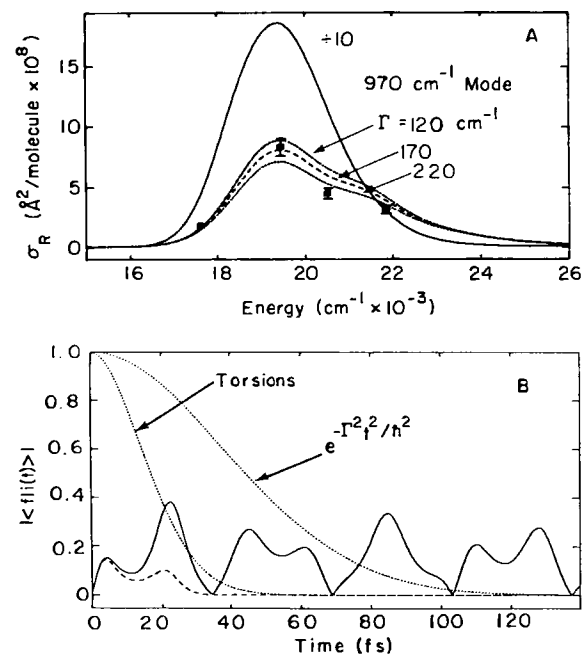 A
÷10
970 cm⁻¹ Mode
Γ = 120 cm⁻¹
170
220
σ_R (Å²/molecule × 10⁸)
15
10
5
0
16 18 20 22 24 26
Energy (cm⁻¹ × 10⁻³)
B
Torsions
e^{-Γ²t²/ħ²}
|<f|i(t)>|
1.0
0.8
0.6
0.4
0.2
0
0 20 40 60 80 100 120
Time (fs)